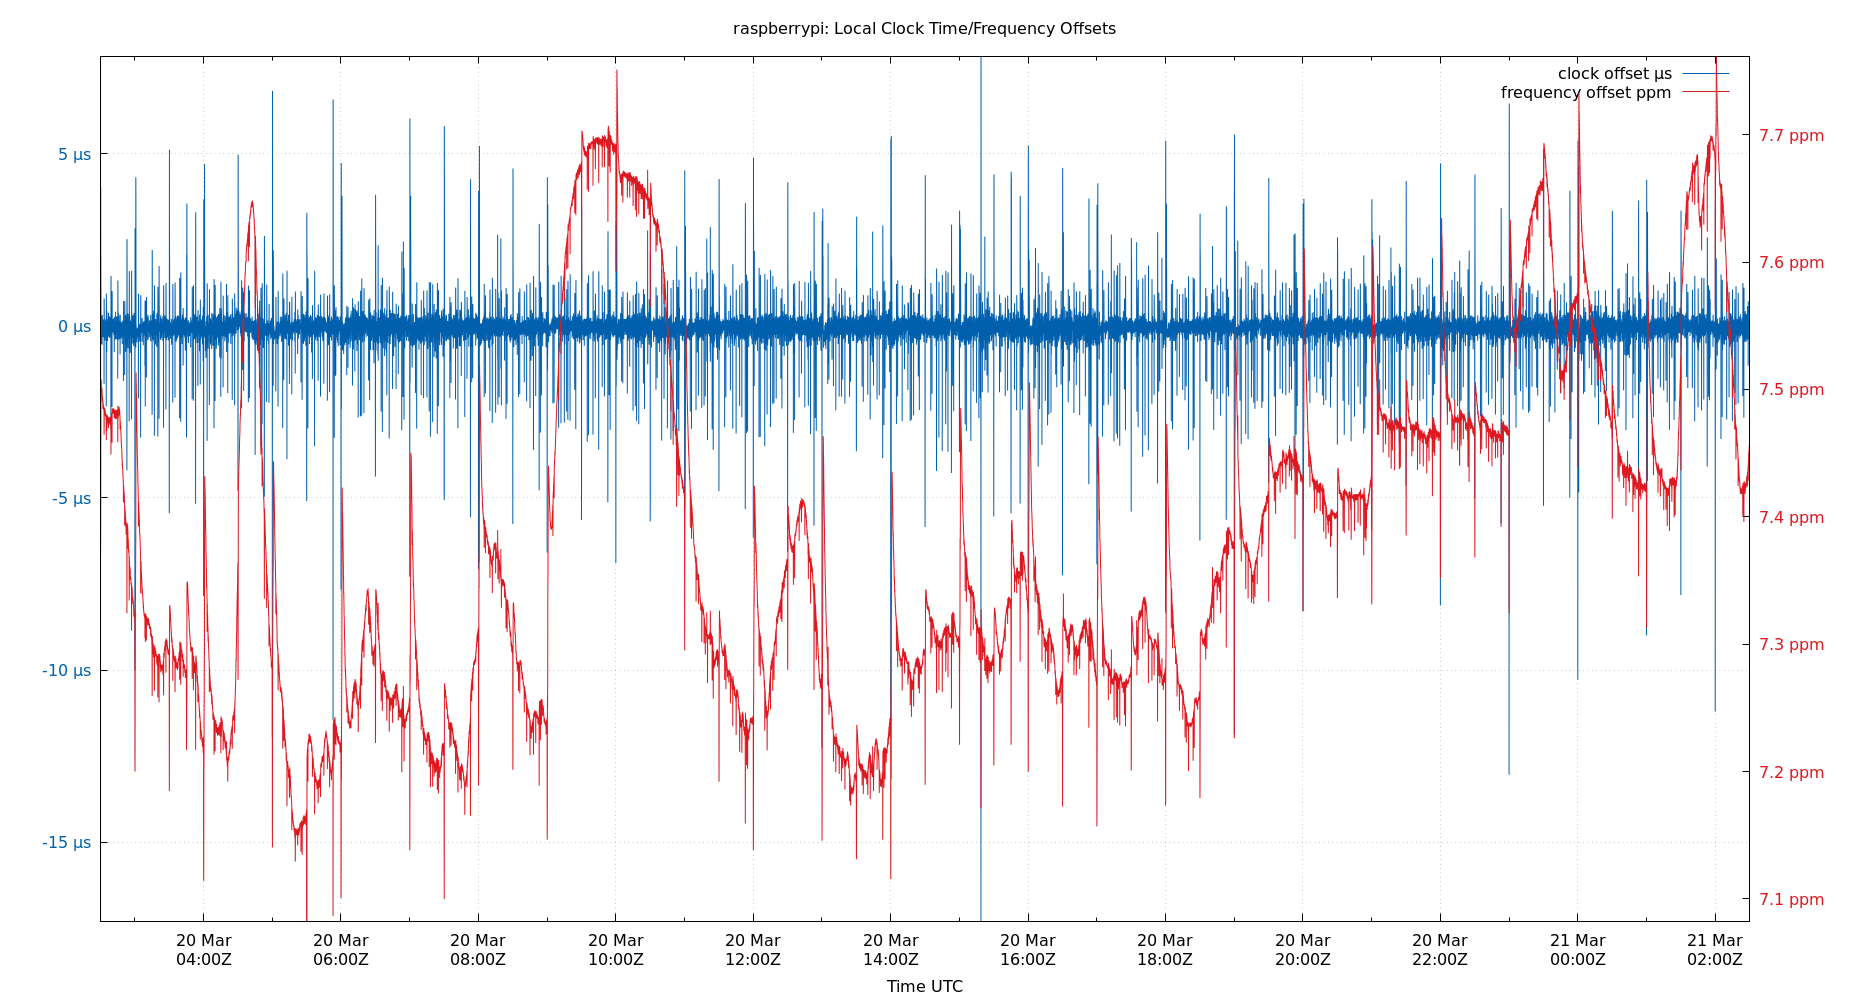 raspberrypi: Local Clock Time/Frequency Offsets
clock offset µs
frequency offset ppm
5 µs
0 µs
-5 µs
-10 µs
-15 µs
7.7 ppm
7.6 ppm
7.5 ppm
7.4 ppm
7.3 ppm
7.2 ppm
7.1 ppm
20 Mar 20 Mar 20 Mar 20 Mar 20 Mar 20 Mar 20 Mar 20 Mar 20 Mar 20 Mar 21 Mar 21 Mar
04:00Z 06:00Z 08:00Z 10:00Z 12:00Z 14:00Z 16:00Z 18:00Z 20:00Z 22:00Z 00:00Z 02:00Z
Time UTC